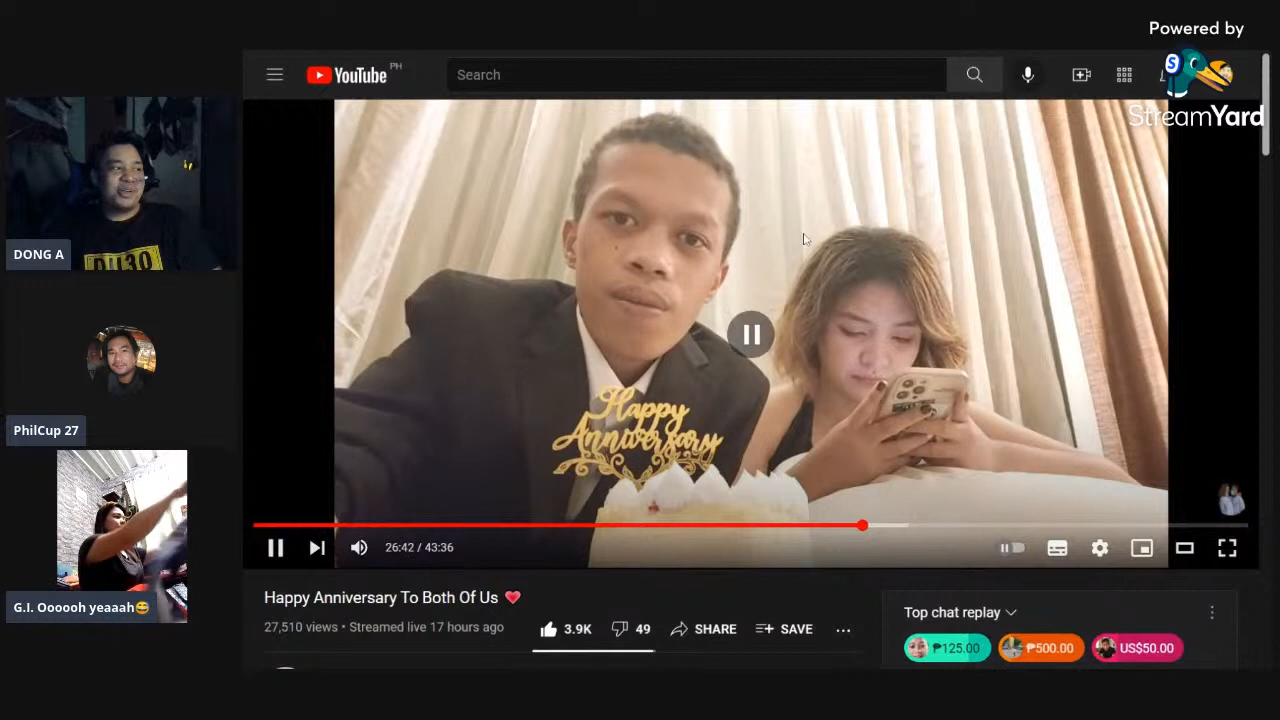 Powered by
StreamYard
YouTube PH
Search
DONG A
DU30
PhilCup 27
G.I. Oooooh yeaaah😅
Happy
Anniversary
26:42 / 43:36
Happy Anniversary To Both Of Us ❤️
27,510 views • Streamed live 17 hours ago
3.9K
49
SHARE
SAVE
Top chat replay
₱125.00
₱500.00
US$50.00